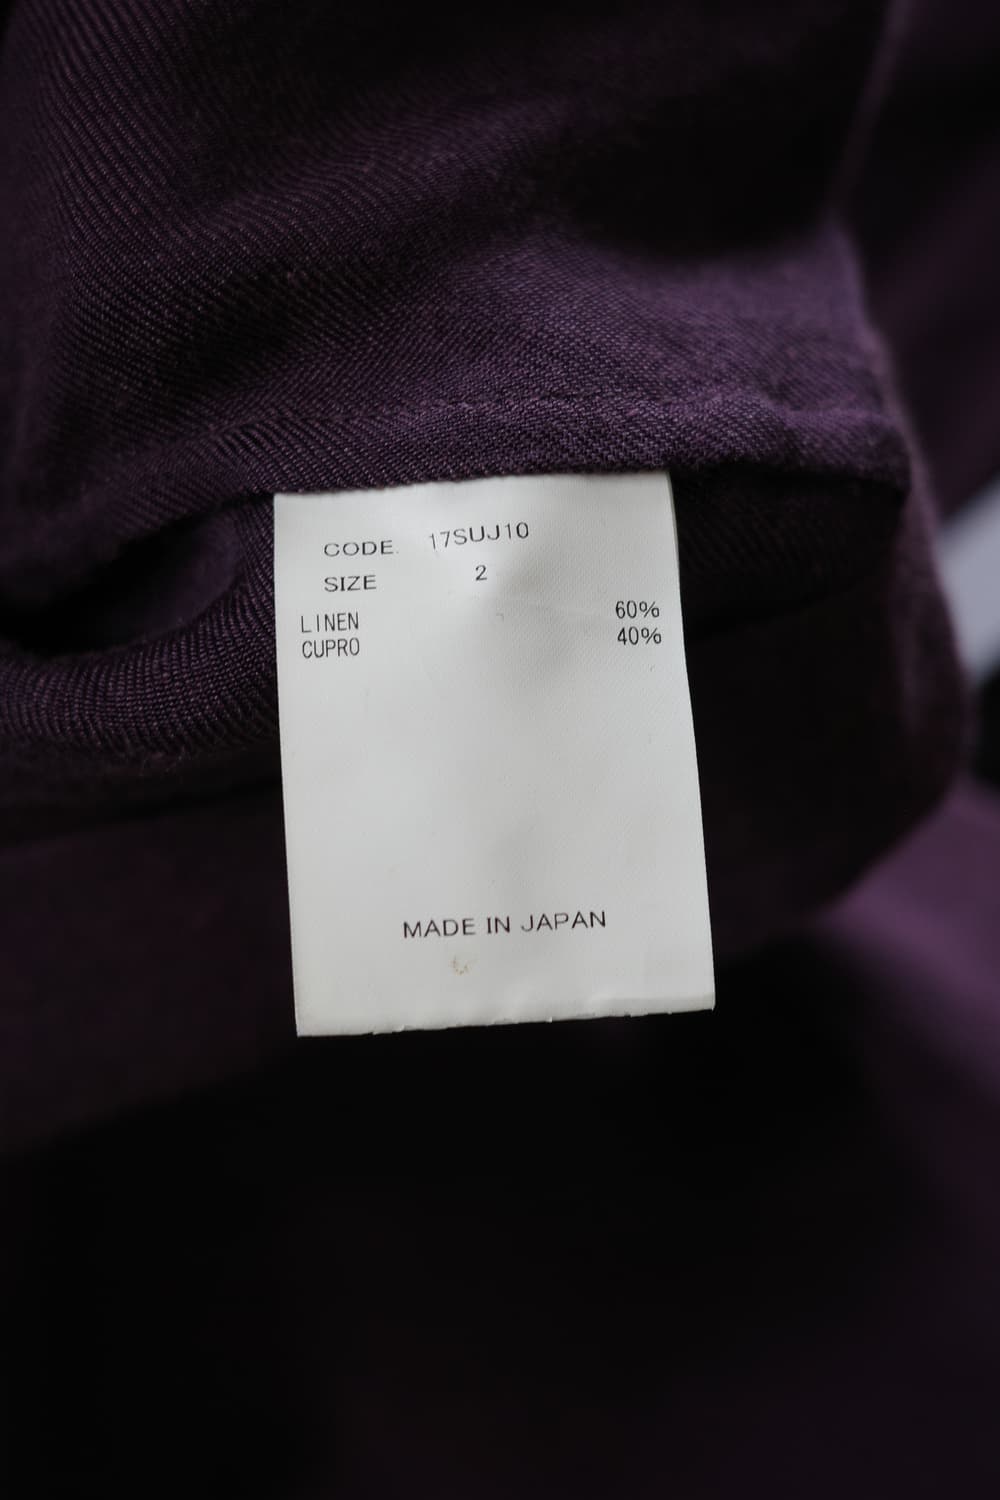 CODE. 17SUJ10
SIZE 2
LINEN 60%
CUPRO 40%
MADE IN JAPAN